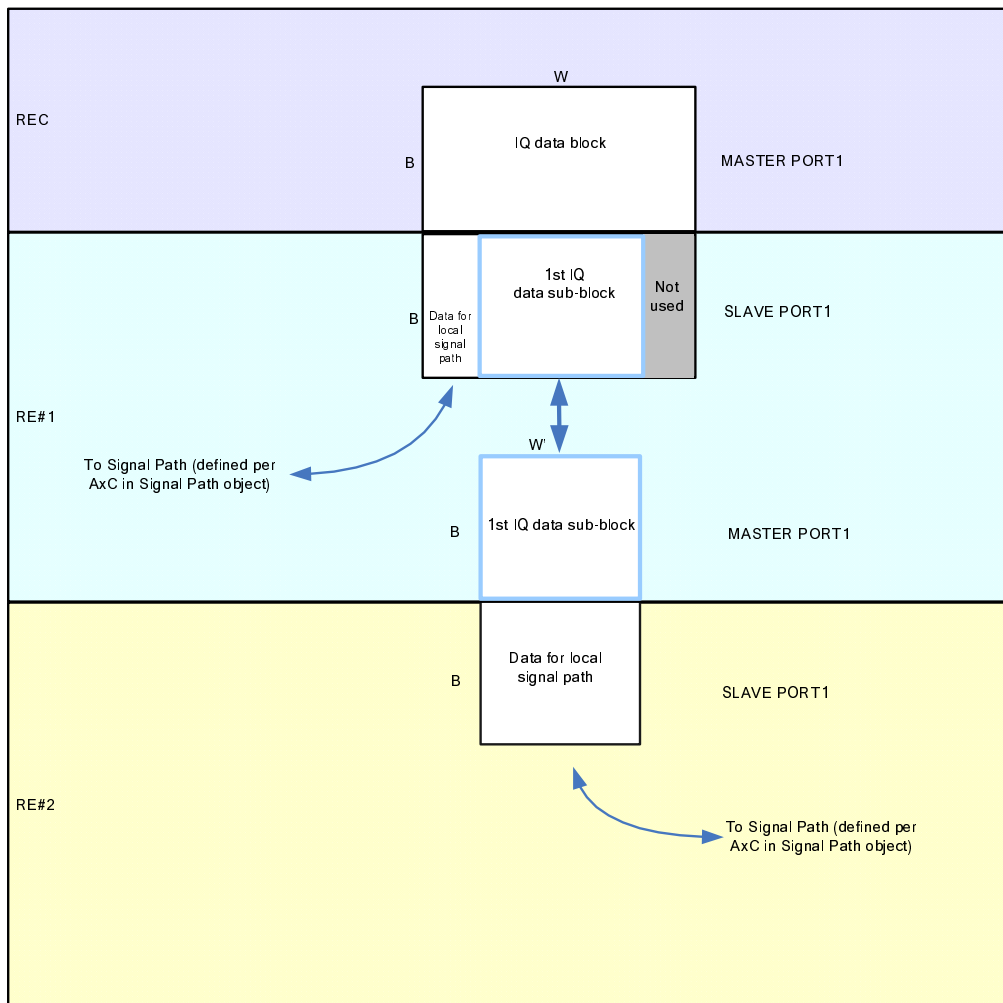 W
IQ data block
REC
B
MASTER PORT1
1st IQ
data sub-block
Not
used
SLAVE PORT1
B
Data for
local
signal
path
RE#1
W'
To Signal Path (defined per
AxC in Signal Path object)
1st IQ data sub-block
B
MASTER PORT1
Data for local
signal path
B
SLAVE PORT1
RE#2
To Signal Path (defined per
AxC in Signal Path object)